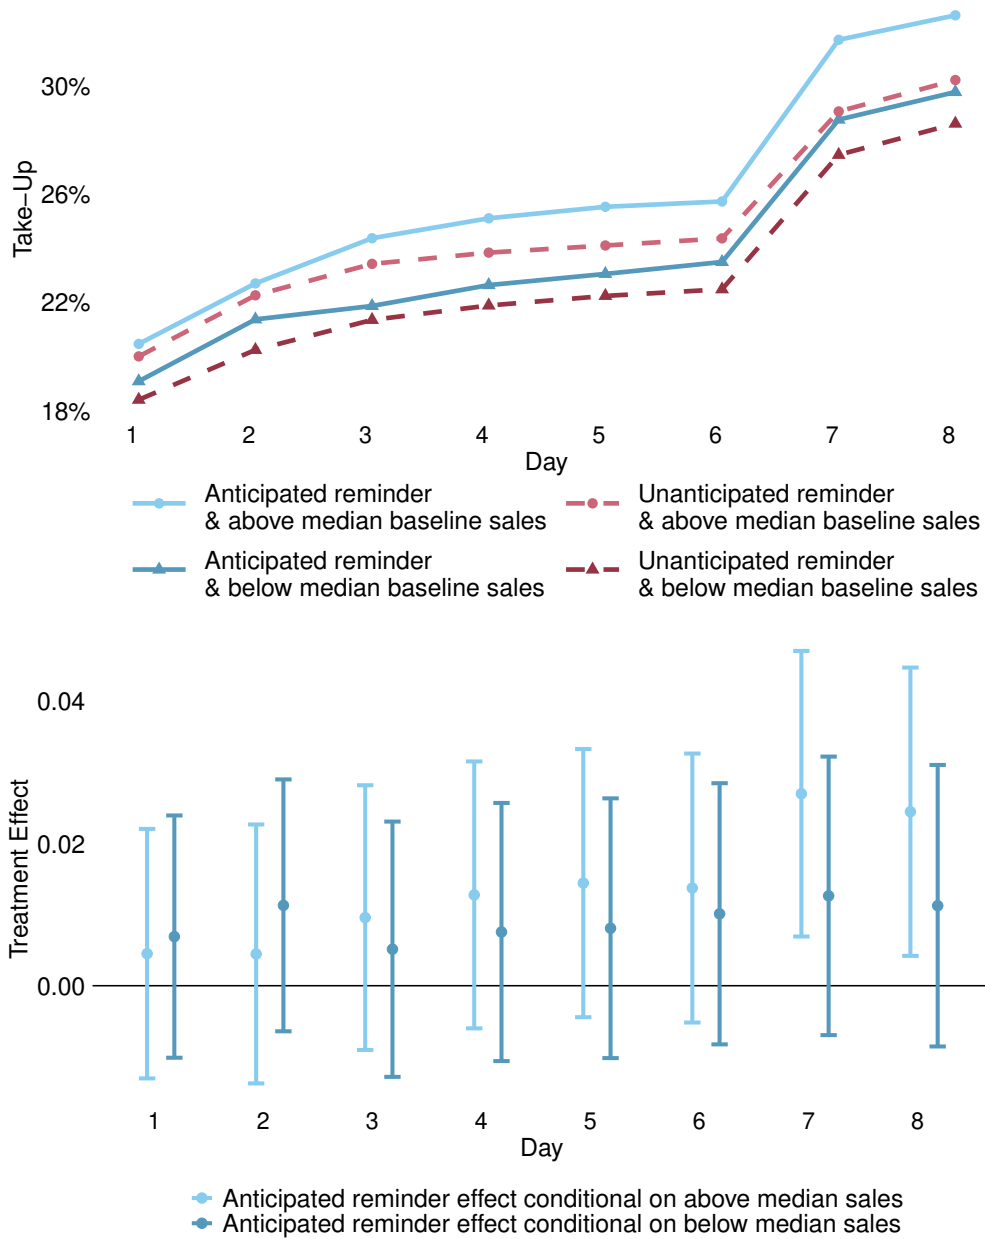 30%
26%
22%
18%
Take−Up
1 2 3 4 5 6 7 8
Day
Anticipated reminder
& above median baseline sales
Unanticipated reminder
& above median baseline sales
Anticipated reminder
& below median baseline sales
Unanticipated reminder
& below median baseline sales
0.04
0.02
0.00
Treatment Effect
1 2 3 4 5 6 7 8
Day
Anticipated reminder effect conditional on above median sales
Anticipated reminder effect conditional on below median sales